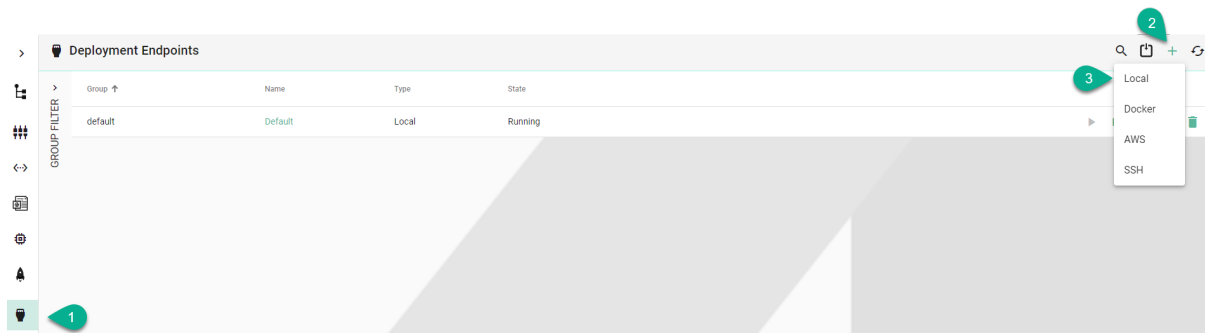 2
Deployment Endpoints
3
Local
Docker
AWS
SSH
GROUP FILTER
Group Name Type State
default Default Local Running
1